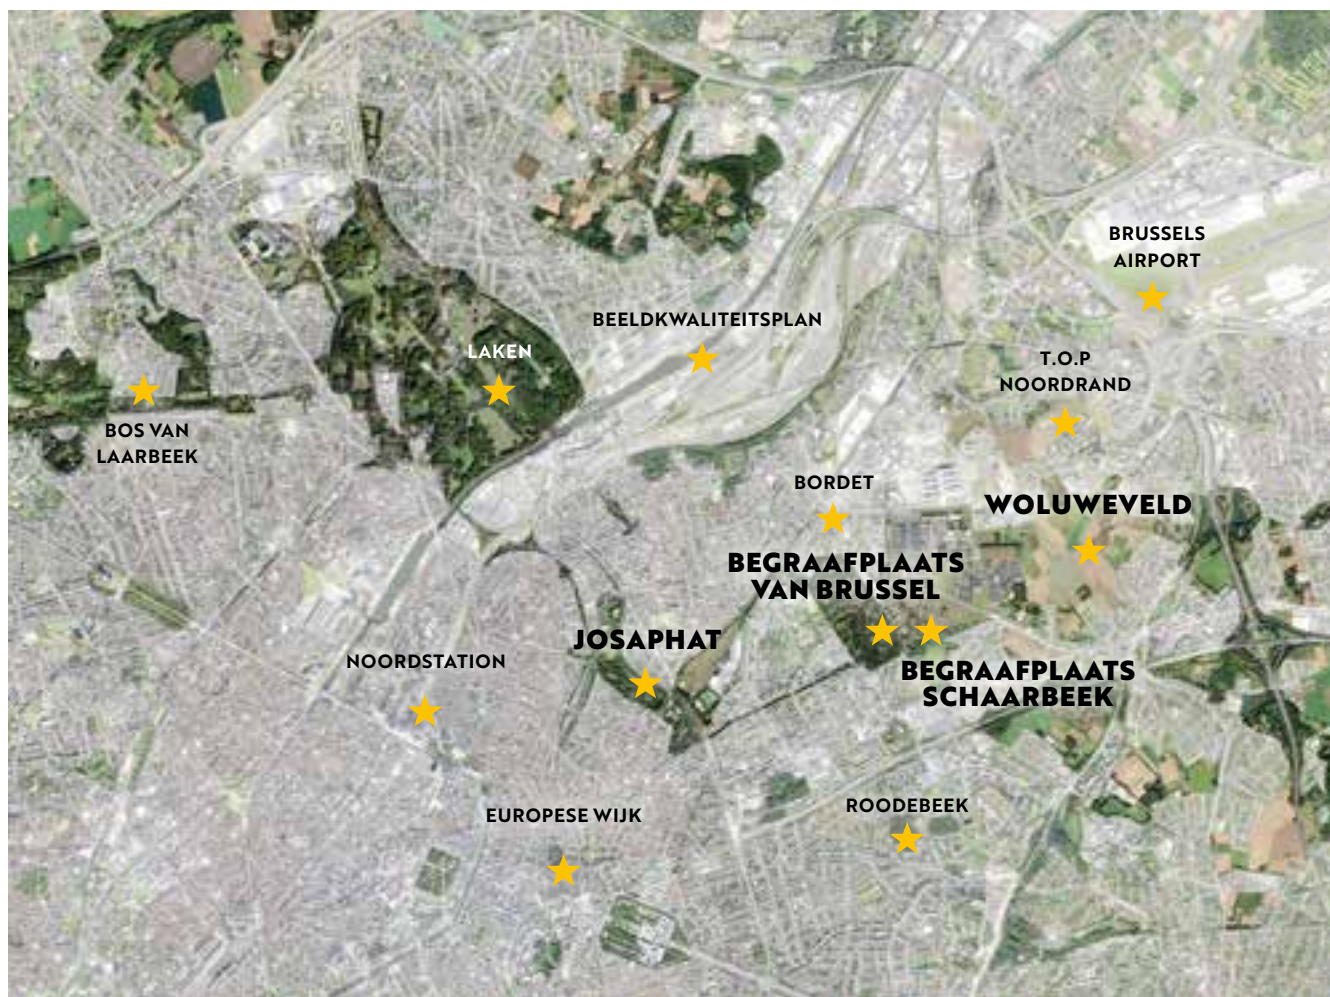 BRUSSELS
AIRPORT
BEELDKWALITEITSPLAN
LAKEN
T.O.P
NOORDRAND
BOS VAN
LAARBEEK
BORDET
WOLUWEVELD
BEGRAAFPLAATS
VAN BRUSSEL
JOSAPHAT
NOORDSTATION
BEGRAAFPLAATS
SCHAARBEEK
EUROPESE WIJK
ROODEBEEK